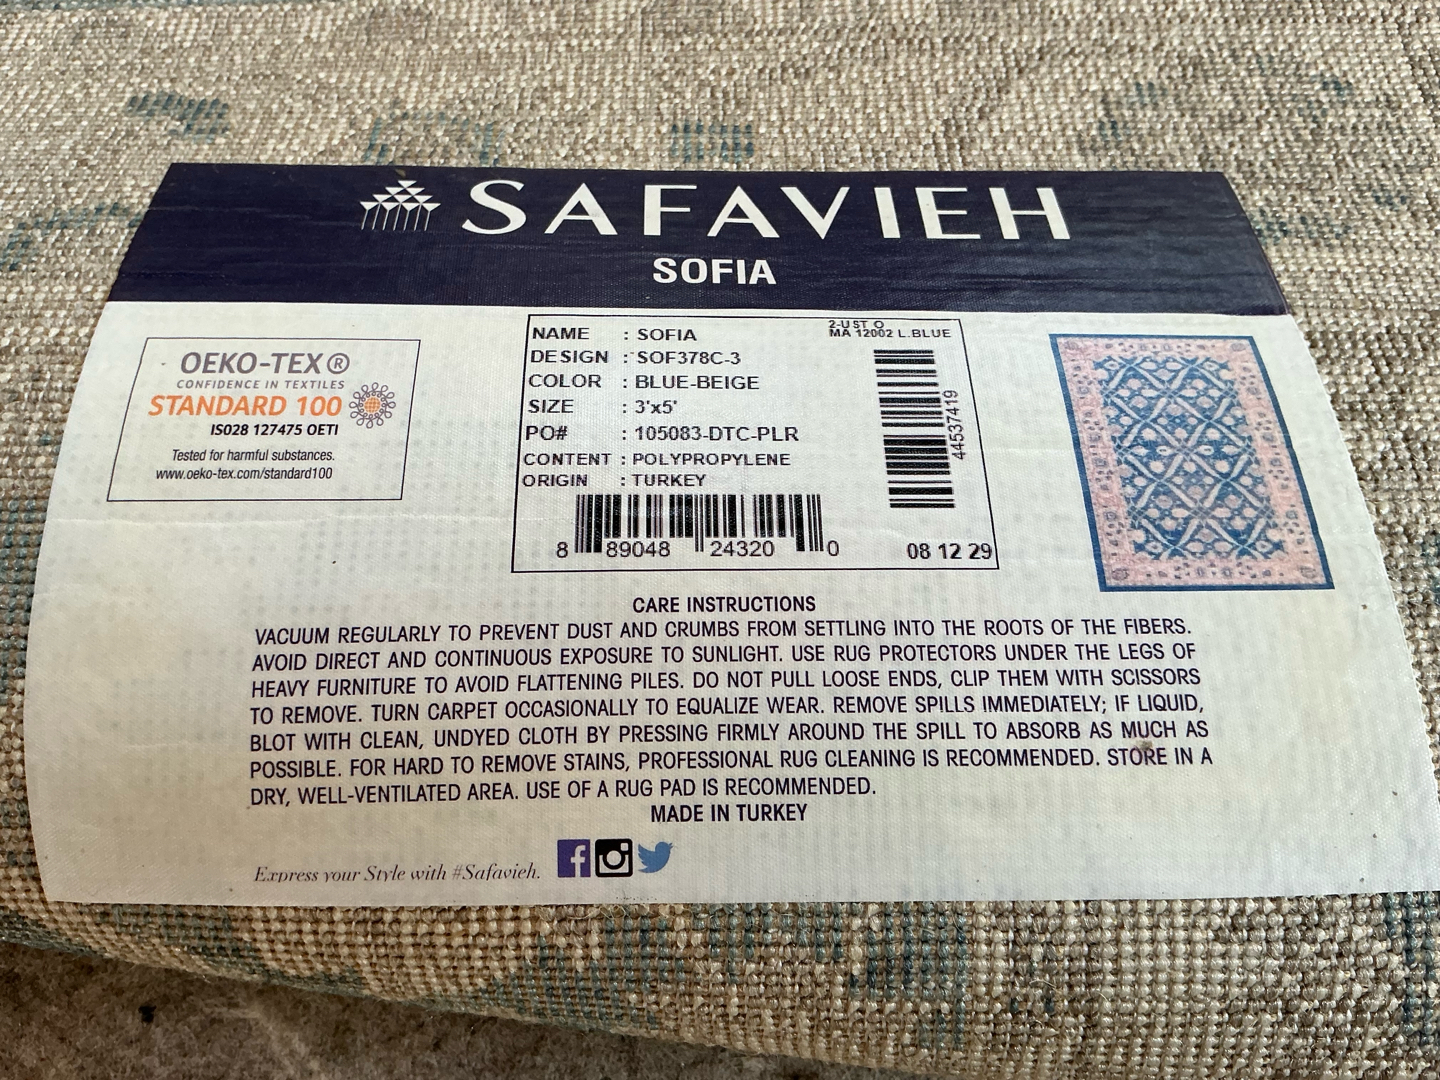 SAFAVIEH
SOFIA
OEKO-TEX®
CONFIDENCE IN TEXTILES
STANDARD 100
IS028 127475 OETI
Tested for harmful substances.
www.oeko-tex.com/standard100
2-UST O
MA 12002 L.BLUE
NAME : SOFIA
DESIGN : SOF378C-3
COLOR : BLUE-BEIGE
SIZE : 3'x5'
PO# : 105083-DTC-PLR
CONTENT : POLYPROPYLENE
ORIGIN : TURKEY
44537419
8 89048 24320 0
08 12 29
CARE INSTRUCTIONS
VACUUM REGULARLY TO PREVENT DUST AND CRUMBS FROM SETTLING INTO THE ROOTS OF THE FIBERS.
AVOID DIRECT AND CONTINUOUS EXPOSURE TO SUNLIGHT. USE RUG PROTECTORS UNDER THE LEGS OF
HEAVY FURNITURE TO AVOID FLATTENING PILES. DO NOT PULL LOOSE ENDS, CLIP THEM WITH SCISSORS
TO REMOVE. TURN CARPET OCCASIONALLY TO EQUALIZE WEAR. REMOVE SPILLS IMMEDIATELY; IF LIQUID,
BLOT WITH CLEAN, UNDYED CLOTH BY PRESSING FIRMLY AROUND THE SPILL TO ABSORB AS MUCH AS
POSSIBLE. FOR HARD TO REMOVE STAINS, PROFESSIONAL RUG CLEANING IS RECOMMENDED. STORE IN A
DRY, WELL-VENTILATED AREA. USE OF A RUG PAD IS RECOMMENDED.
MADE IN TURKEY
Express your Style with #Safavieh.